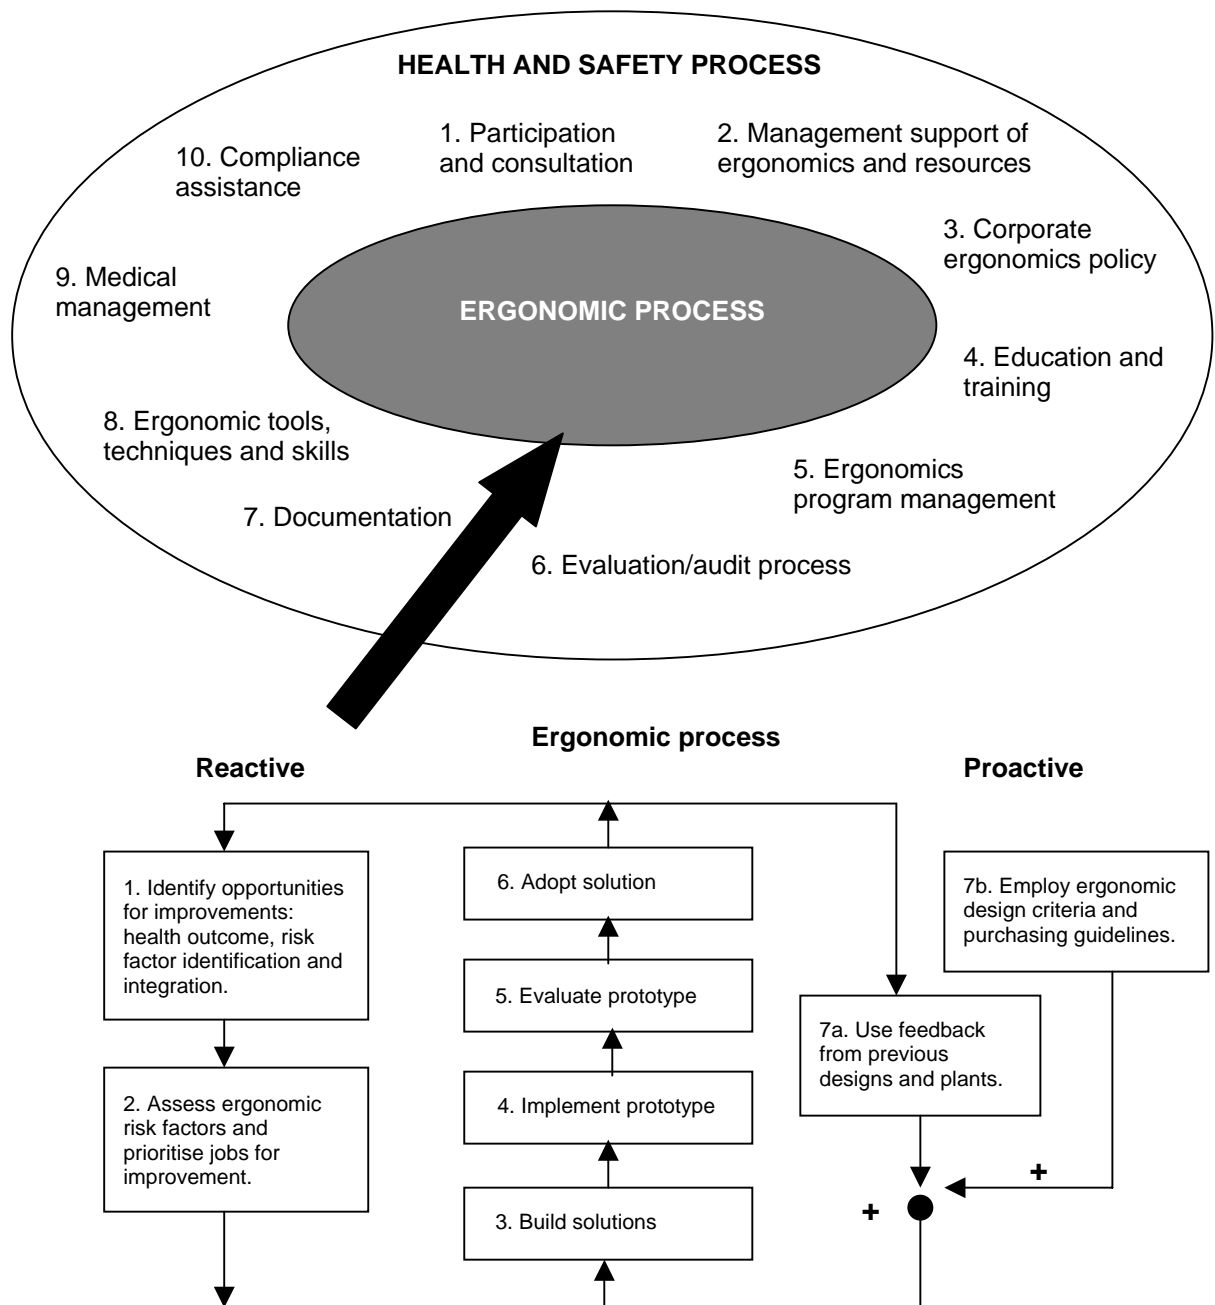 HEALTH AND SAFETY PROCESS
1. Participation
and consultation
2. Management support of
ergonomics and resources
3. Corporate
ergonomics policy
4. Education and
training
5. Ergonomics
program management
6. Evaluation/audit process
7. Documentation
8. Ergonomic tools,
techniques and skills
9. Medical
management
10. Compliance
assistance
ERGONOMIC PROCESS
Ergonomic process
Reactive
Proactive
1. Identify opportunities
for improvements:
health outcome, risk
factor identification and
integration.
2. Assess ergonomic
risk factors and
prioritise jobs for
improvement.
6. Adopt solution
5. Evaluate prototype
4. Implement prototype
3. Build solutions
7a. Use feedback
from previous
designs and plants.
7b. Employ ergonomic
design criteria and
purchasing guidelines.
+
+